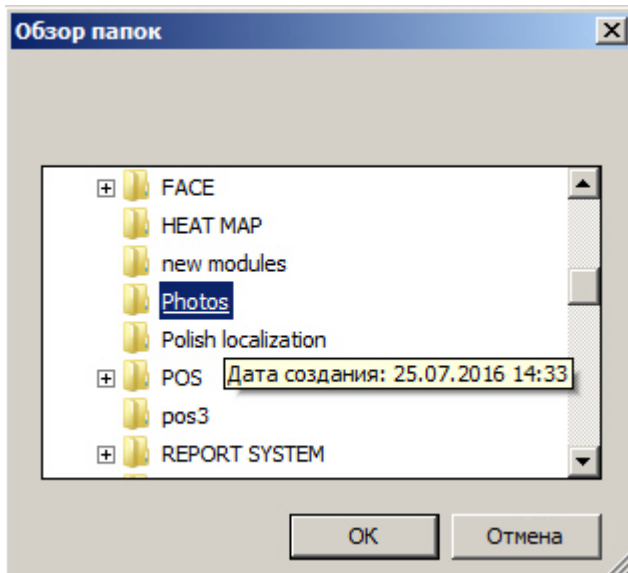 Обзор папок
FACE
HEAT MAP
new modules
Photos
Polish localization
POS
Дата создания: 25.07.2016 14:33
pos3
REPORT SYSTEM
OK
Отмена